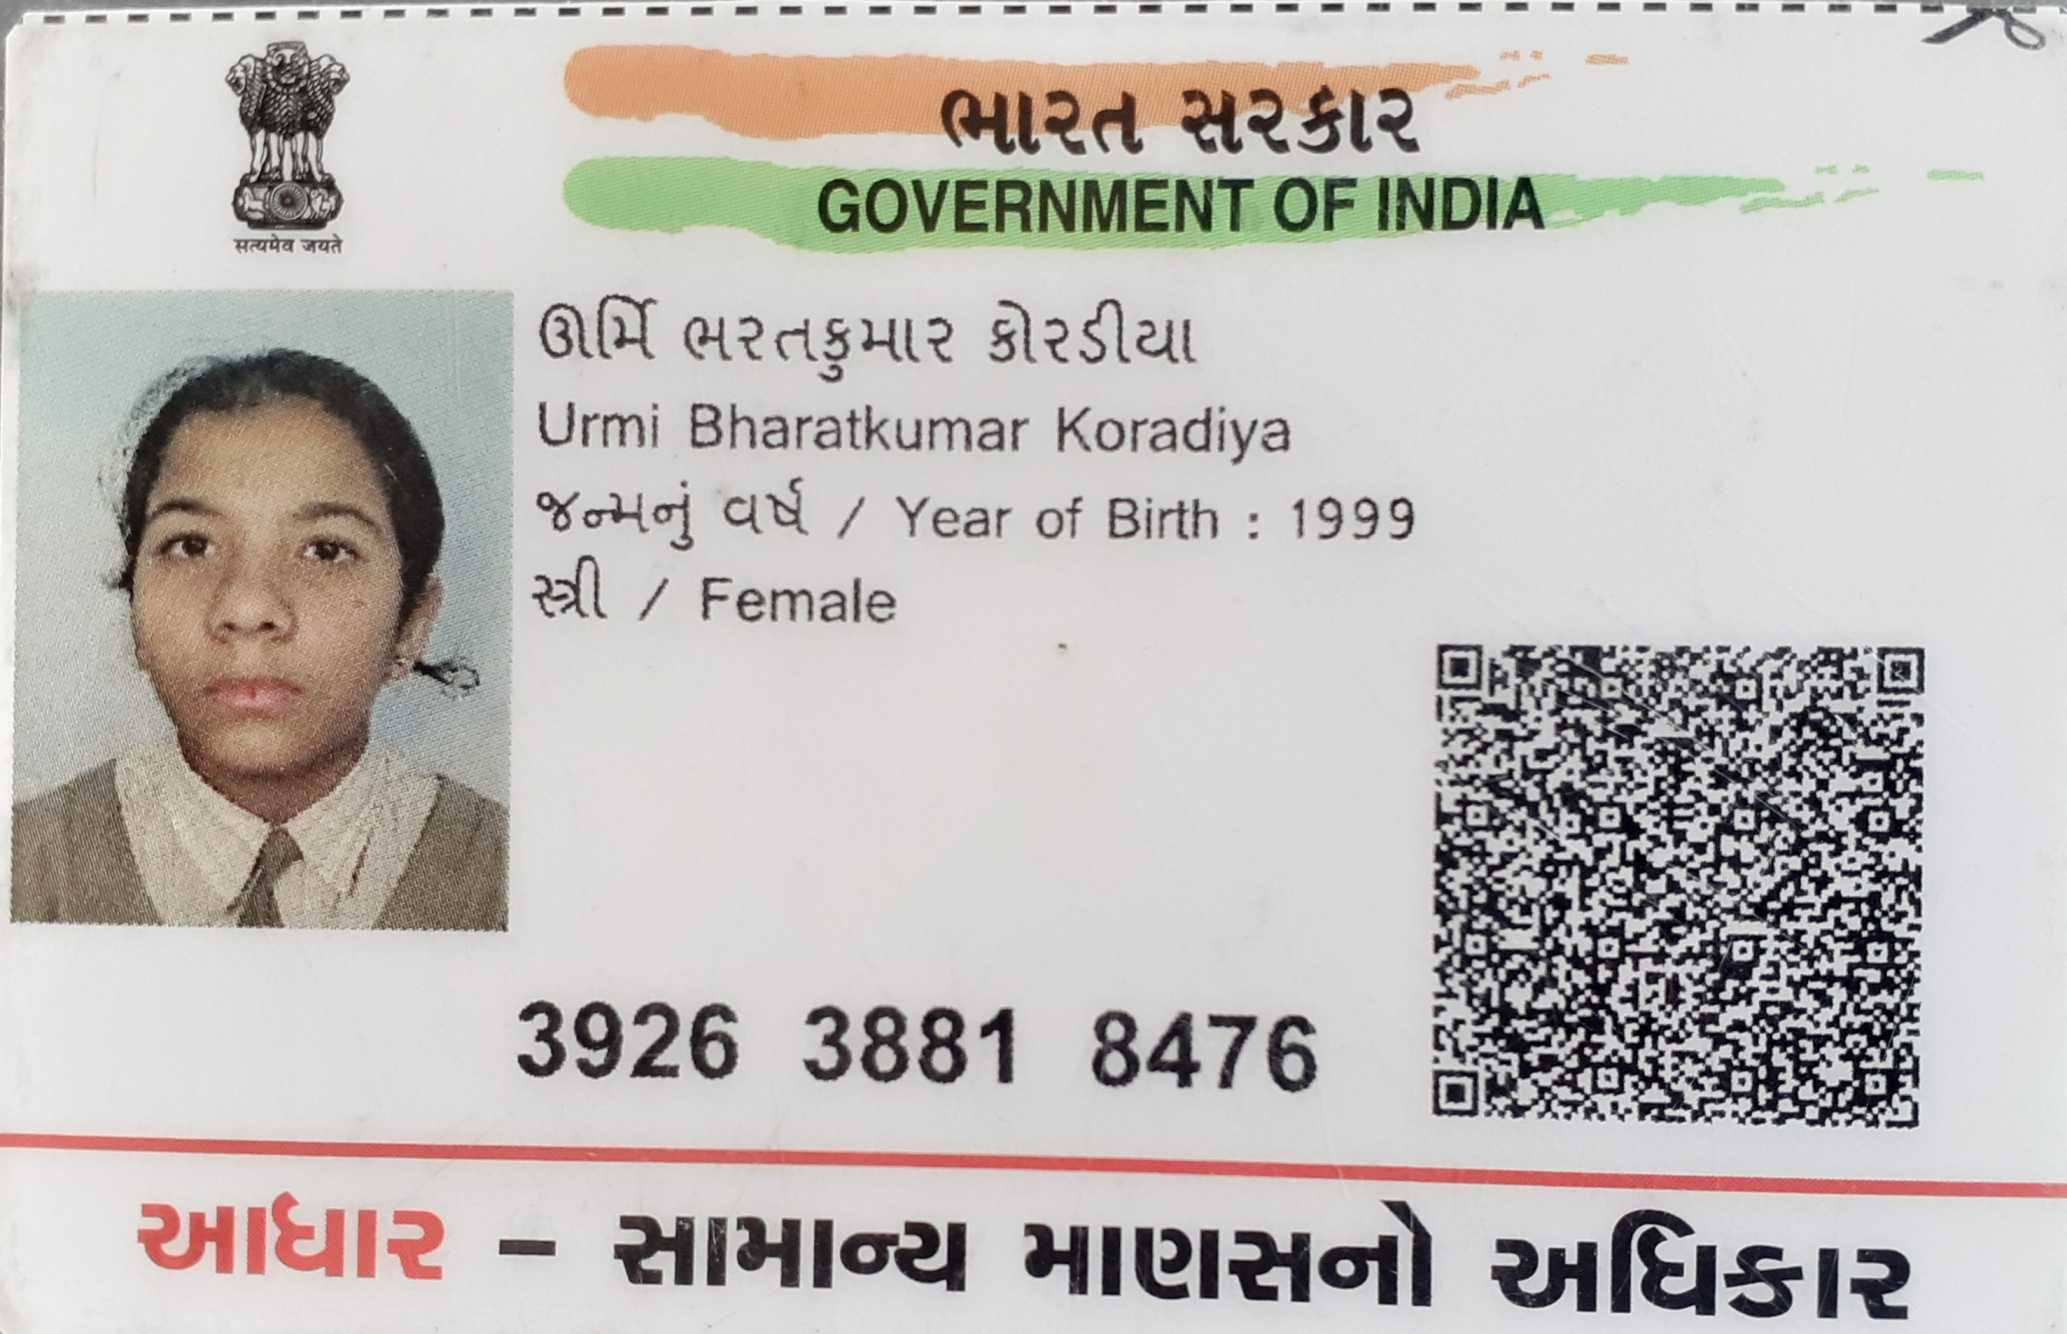 ભારત સરકાર
GOVERNMENT OF INDIA
सत्यमेव जयते
ઊર્મિ ભરતકુમાર કોરડીયા
Urmi Bharatkumar Koradiya
જન્મનું વર્ષ / Year of Birth : 1999
સ્ત્રી / Female
3926 3881 8476
આધાર – સામાન્ય માણસનો અધિકાર